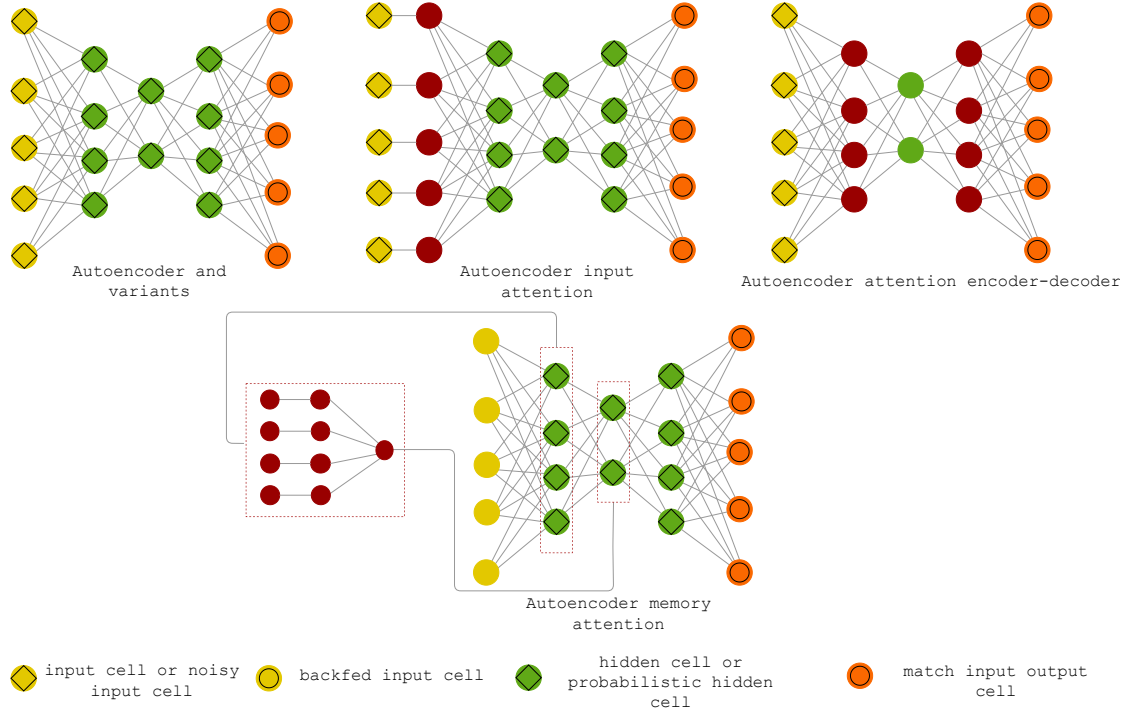 Autoencoder and
variants
Autoencoder input
attention
Autoencoder attention encoder-decoder
Autoencoder memory
attention
input cell or noisy
input cell
backfed input cell
hidden cell or
probabilistic hidden
cell
match input output
cell